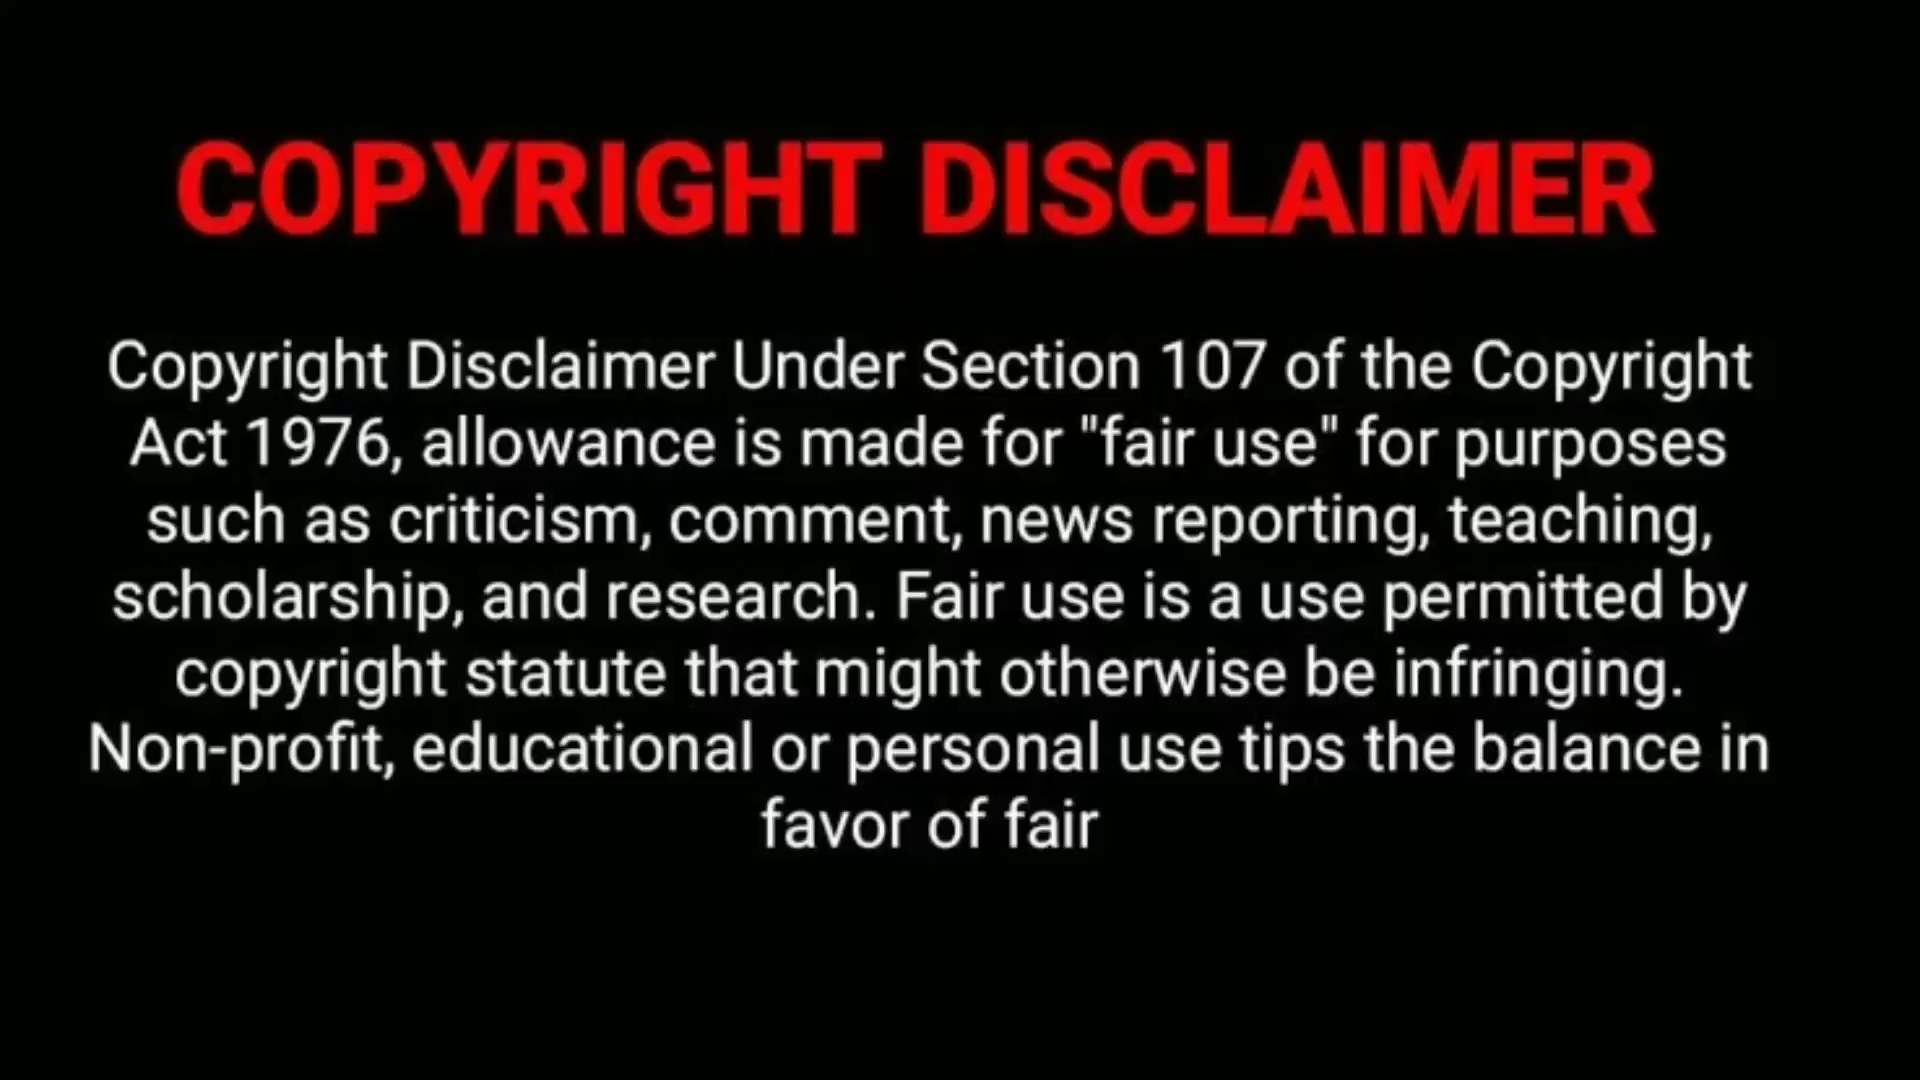 COPYRIGHT DISCLAIMER
Copyright Disclaimer Under Section 107 of the Copyright
Act 1976, allowance is made for "fair use" for purposes
such as criticism, comment, news reporting, teaching,
scholarship, and research. Fair use is a use permitted by
copyright statute that might otherwise be infringing.
Non-profit, educational or personal use tips the balance in
favor of fair